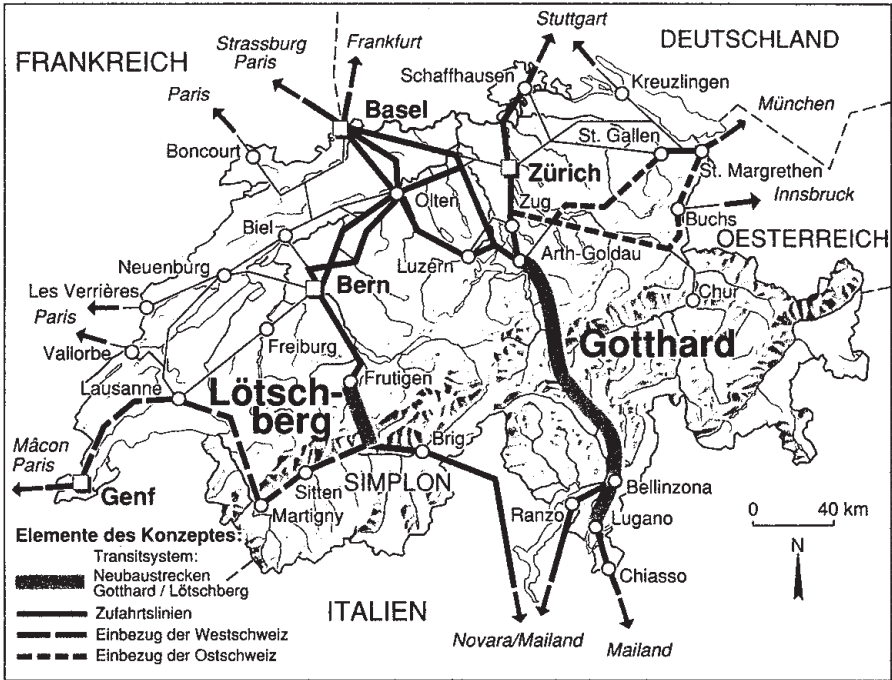 Stuttgart
DEUTSCHLAND
Strassburg
Paris
Frankfurt
FRANKREICH
Schaffhausen
Kreuzlingen
Paris
München
Basel
St. Gallen
Boncourt
Zürich
St. Margrethen
Olten
Zug
Innsbruck
Buchs
Biel
OESTERREICH
Luzern
Arth-Goldau
Neuenburg
Bern
Les Verrières
Chur
Paris
Freiburg
Gotthard
Vallorbe
Lausanne
Lötsch-
berg
Frutigen
Mâcon
Paris
Brig
Sitten
SIMPLON
Bellinzona
Genf
Martigny
Ranzo
Lugano
0 40 km
Elemente des Konzeptes:
Transitsystem:
Neubaustrecken
Gotthard / Lötschberg
N
Chiasso
ITALIEN
Zufahrtslinien
Einbezug der Westschweiz
Novara/Mailand
Mailand
Einbezug der Ostschweiz